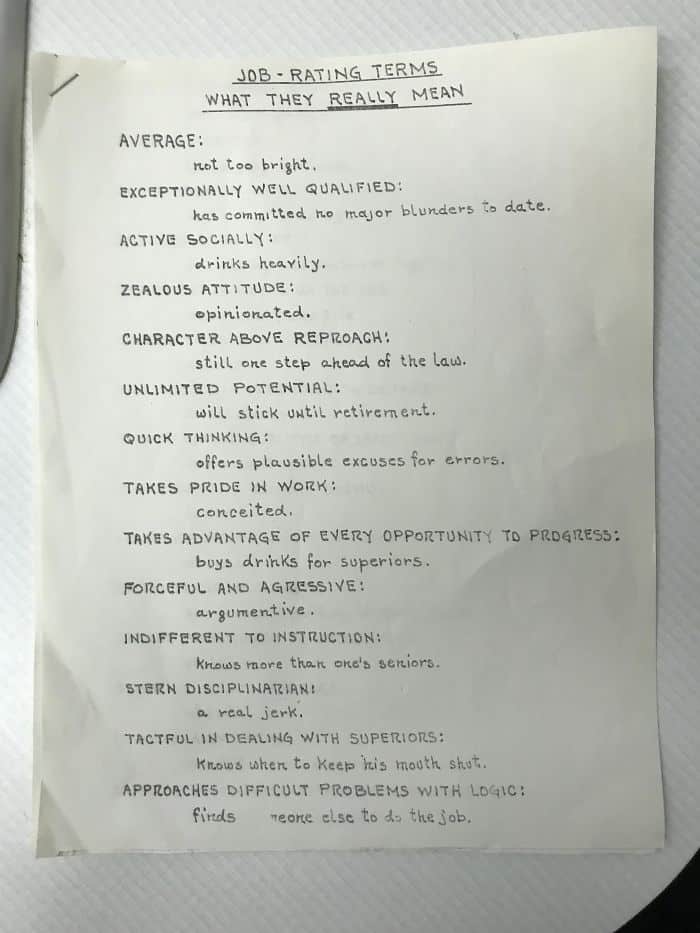 JOB - RATING TERMS
WHAT THEY REALLY MEAN
AVERAGE:
not too bright.
EXCEPTIONALLY WELL QUALIFIED:
has committed no major blunders to date.
ACTIVE SOCIALLY:
drinks heavily.
ZEALOUS ATTITUDE:
opinionated.
CHARACTER ABOVE REPROACH:
still one step ahead of the law.
UNLIMITED POTENTIAL:
will stick until retirement.
QUICK THINKING:
offers plausible excuses for errors.
TAKES PRIDE IN WORK:
conceited.
TAKES ADVANTAGE OF EVERY OPPORTUNITY TO PROGRESS:
buys drinks for superiors.
FORCEFUL AND AGRESSIVE:
argumentive.
INDIFFERENT TO INSTRUCTION:
knows more than one's seniors.
STERN DISCIPLINARIAN:
a real jerk.
TACTFUL IN DEALING WITH SUPERIORS:
knows when to keep his mouth shut.
APPROACHES DIFFICULT PROBLEMS WITH LOGIC:
finds else to do the job.